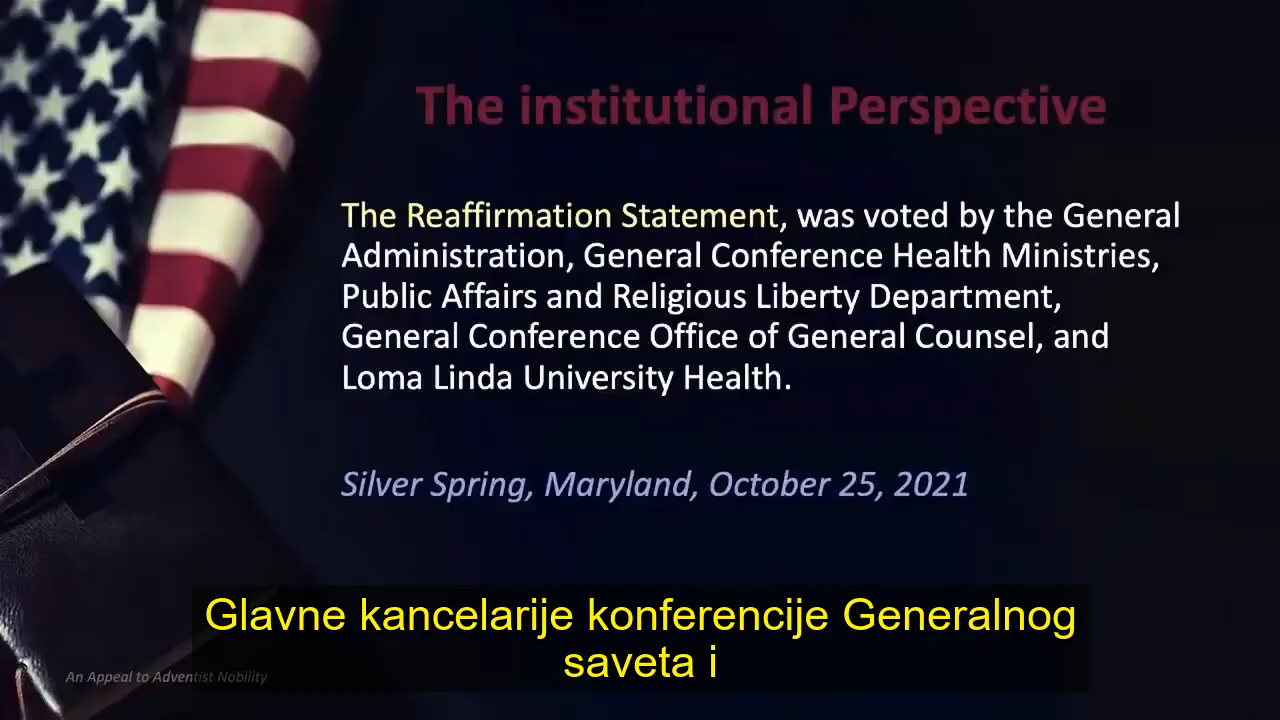 The institutional Perspective
The Reaffirmation Statement, was voted by the General
Administration, General Conference Health Ministries,
Public Affairs and Religious Liberty Department,
General Conference Office of General Counsel, and
Loma Linda University Health.
Silver Spring, Maryland, October 25, 2021
Glavne kancelarije konferencije Generalnog
saveta i
An Appeal to Adventist Nobility